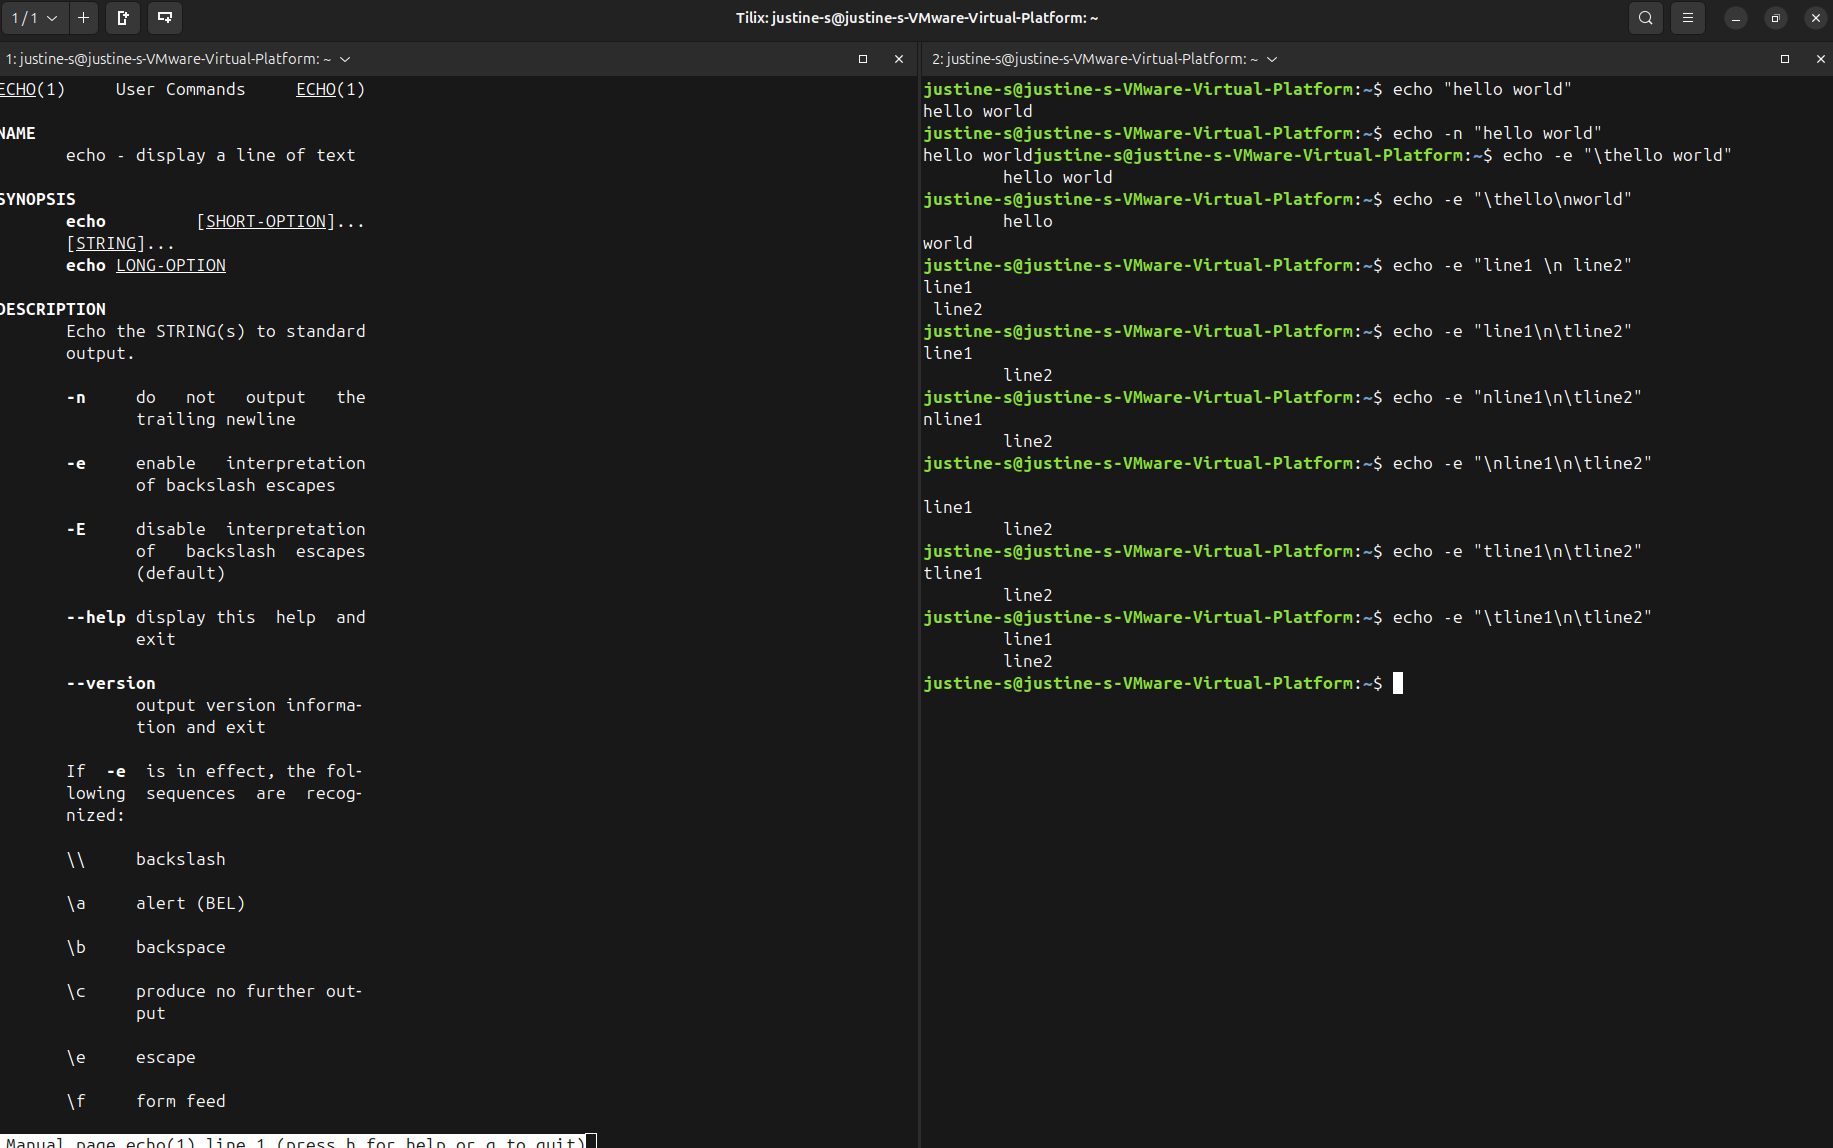 1 / 1
Tilix: justine-s@justine-s-VMware-Virtual-Platform: ~
1: justine-s@justine-s-VMware-Virtual-Platform: ~
ECHO(1)     User Commands     ECHO(1)
NAME
echo - display a line of text
SYNOPSIS
echo         [SHORT-OPTION]...
[STRING]...
echo LONG-OPTION
DESCRIPTION
Echo the STRING(s) to standard
output.
-n     do   not   output   the
trailing newline
-e     enable   interpretation
of backslash escapes
-E     disable  interpretation
of   backslash  escapes
(default)
--help display this  help  and
exit
--version
output version informa-
tion and exit
If  -e  is in effect, the fol-
lowing  sequences  are  recog-
nized:
\\     backslash
\a     alert (BEL)
\b     backspace
\c     produce no further out-
put
\e     escape
\f     form feed
Manual page echo(1) line 1 (press h for help or q to quit)
2: justine-s@justine-s-VMware-Virtual-Platform: ~
justine-s@justine-s-VMware-Virtual-Platform:~$ echo "hello world"
hello world
justine-s@justine-s-VMware-Virtual-Platform:~$ echo -n "hello world"
hello worldjustine-s@justine-s-VMware-Virtual-Platform:~$ echo -e "\thello world"
hello world
justine-s@justine-s-VMware-Virtual-Platform:~$ echo -e "\thello\nworld"
hello
world
justine-s@justine-s-VMware-Virtual-Platform:~$ echo -e "line1 \n line2"
line1
line2
justine-s@justine-s-VMware-Virtual-Platform:~$ echo -e "line1\n\tline2"
line1
line2
justine-s@justine-s-VMware-Virtual-Platform:~$ echo -e "nline1\n\tline2"
nline1
line2
justine-s@justine-s-VMware-Virtual-Platform:~$ echo -e "\nline1\n\tline2"
line1
line2
justine-s@justine-s-VMware-Virtual-Platform:~$ echo -e "tline1\n\tline2"
tline1
line2
justine-s@justine-s-VMware-Virtual-Platform:~$ echo -e "\tline1\n\tline2"
line1
line2
justine-s@justine-s-VMware-Virtual-Platform:~$